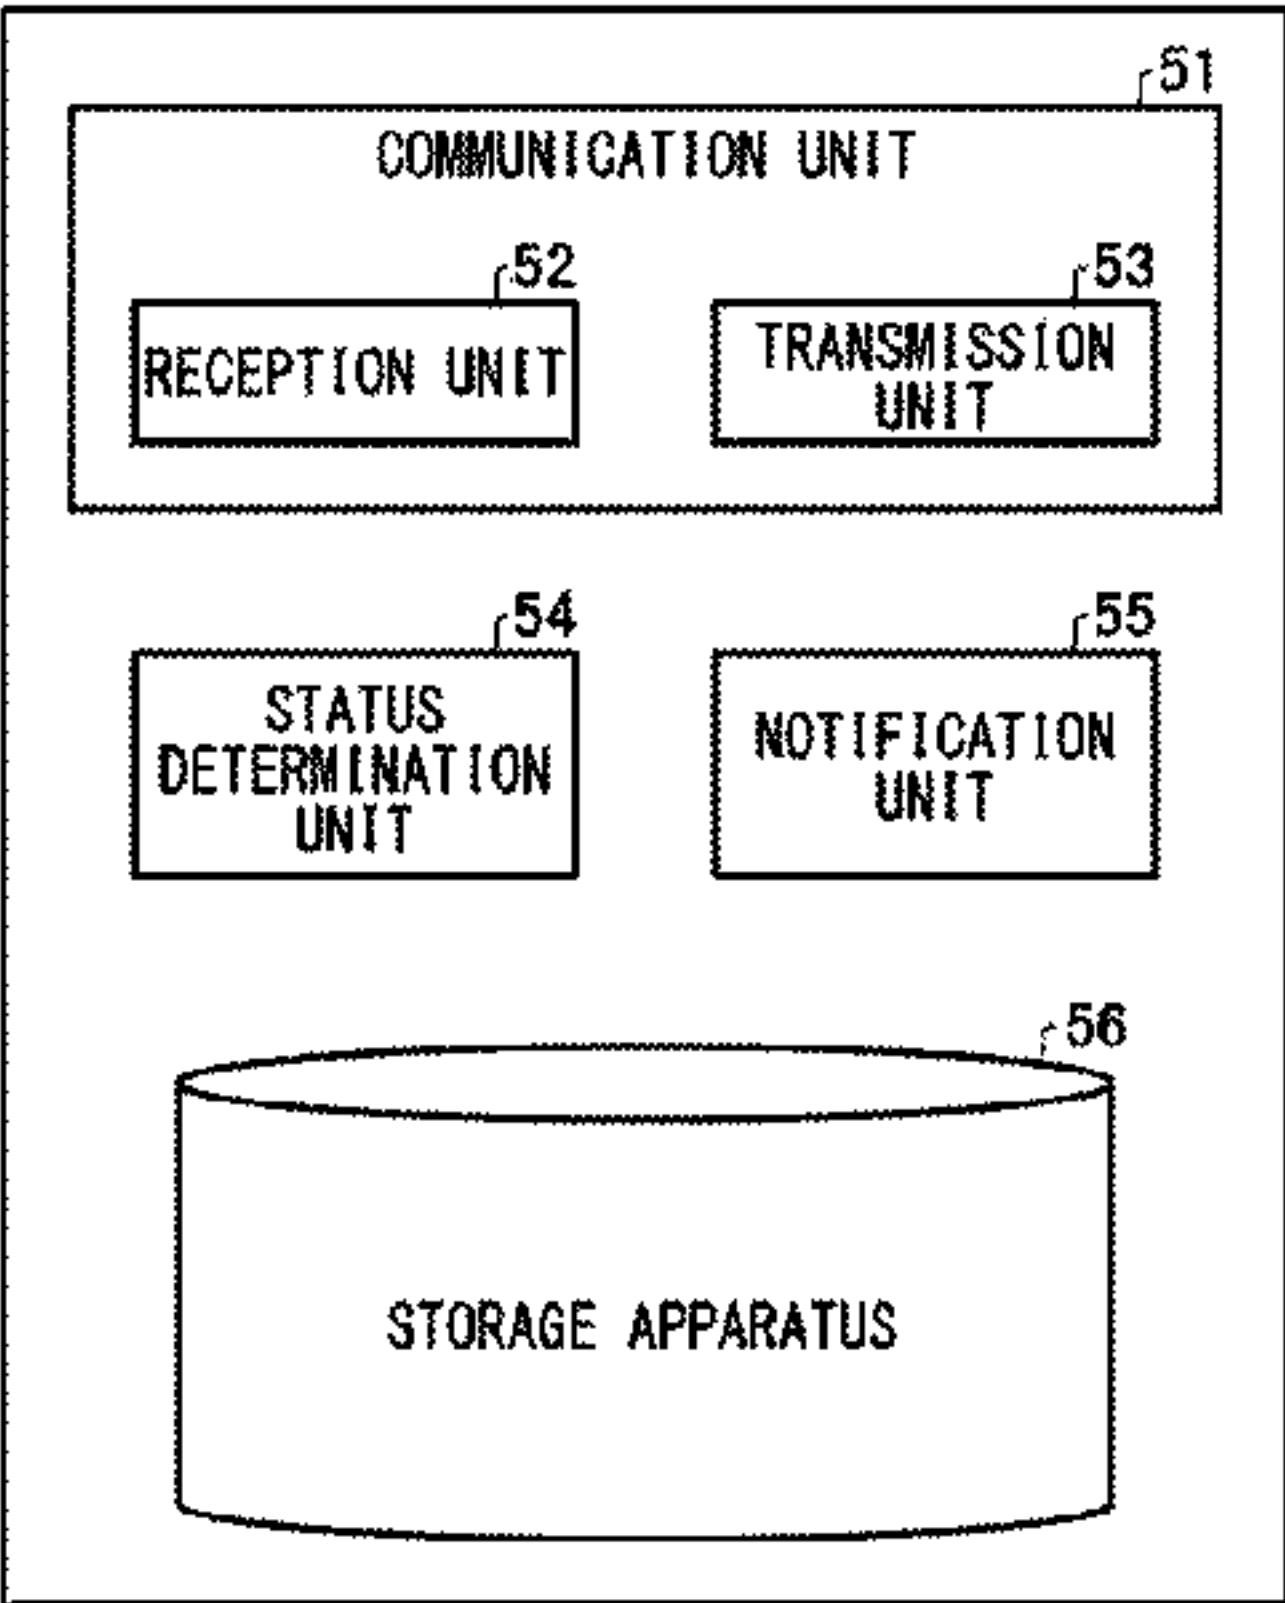 51
COMMUNICATION UNIT
52
53
RECEPTION UNIT
TRANSMISSION
UNIT
54
55
STATUS
DETERMINATION
UNIT
NOTIFICATION
UNIT
56
STORAGE APPARATUS